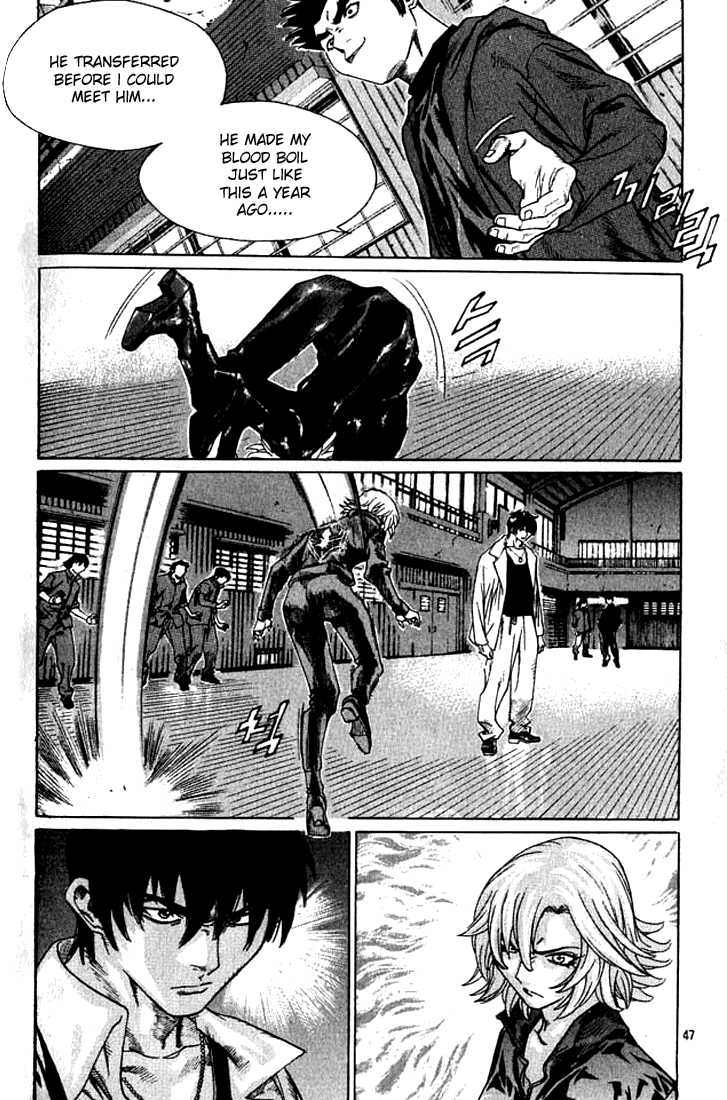 HE TRANSFERRED
BEFORE I COULD
MEET HIM...
HE MADE MY
BLOOD BOIL
JUST LIKE
THIS A YEAR
AGO.....
47